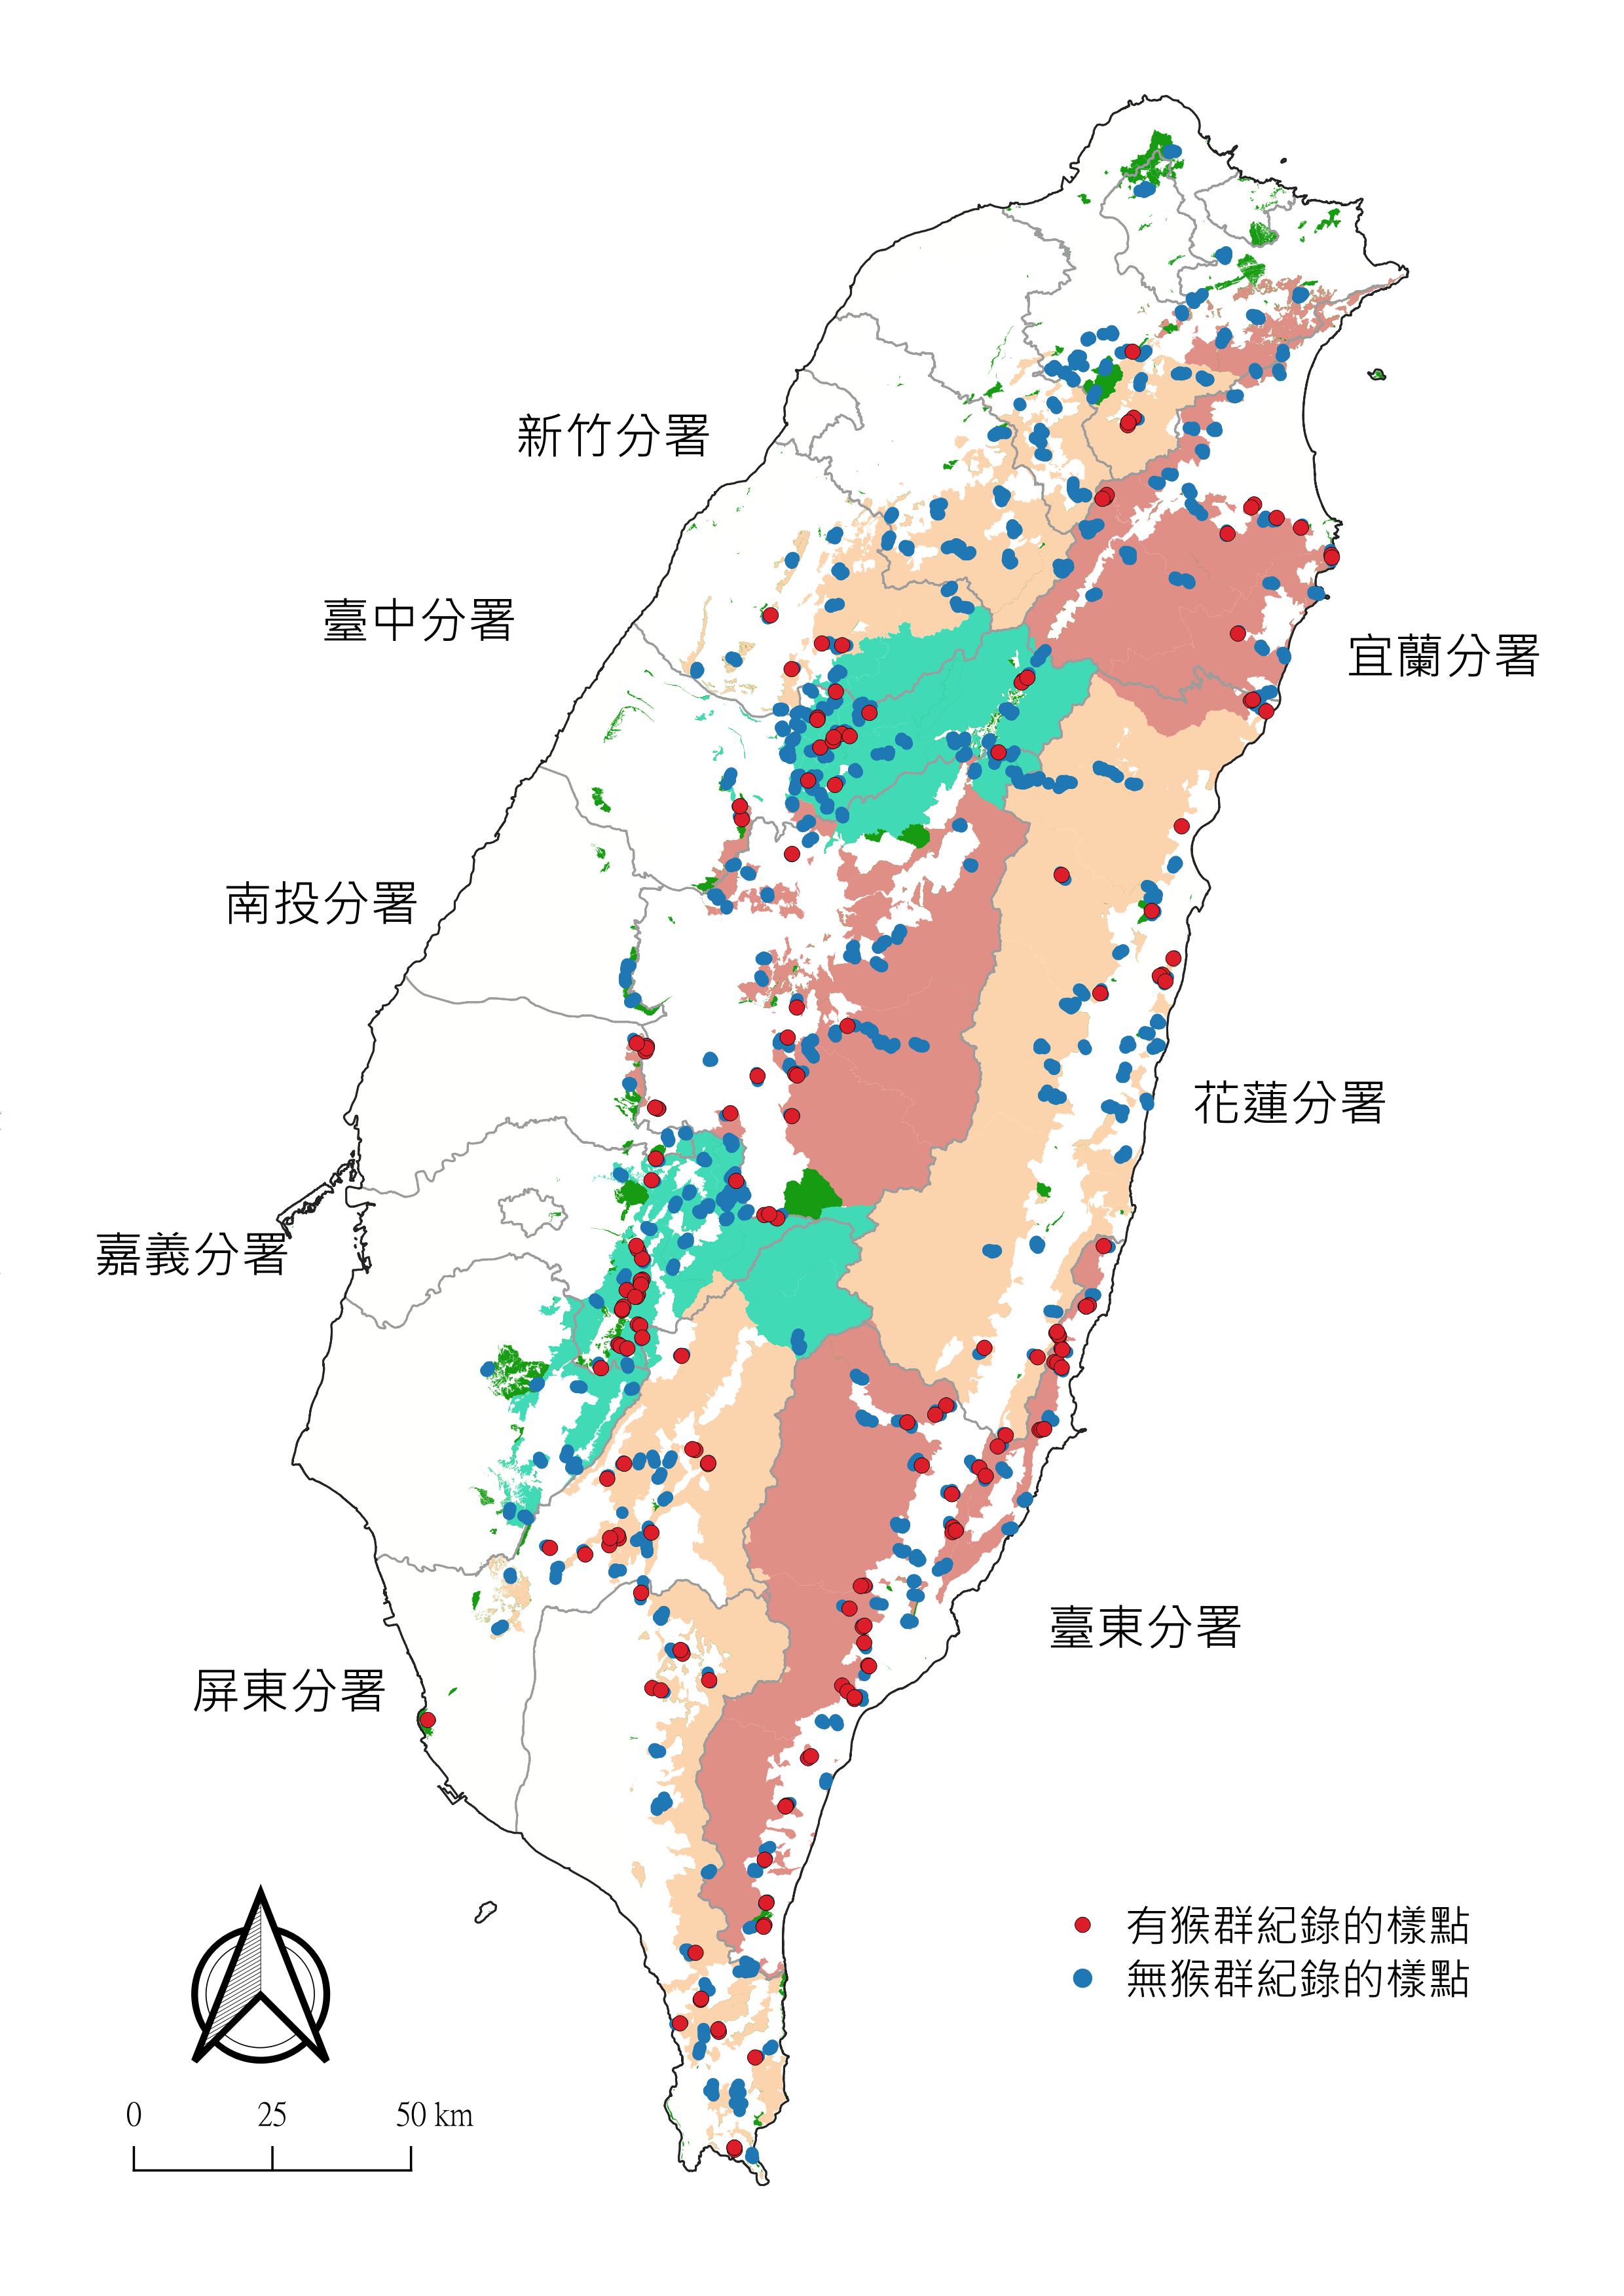 新竹分署
臺中分署
宜蘭分署
南投分署
花蓮分署
嘉義分署
臺東分署
屏東分署
有猴群紀錄的樣點
無猴群紀錄的樣點
0 25 50 km